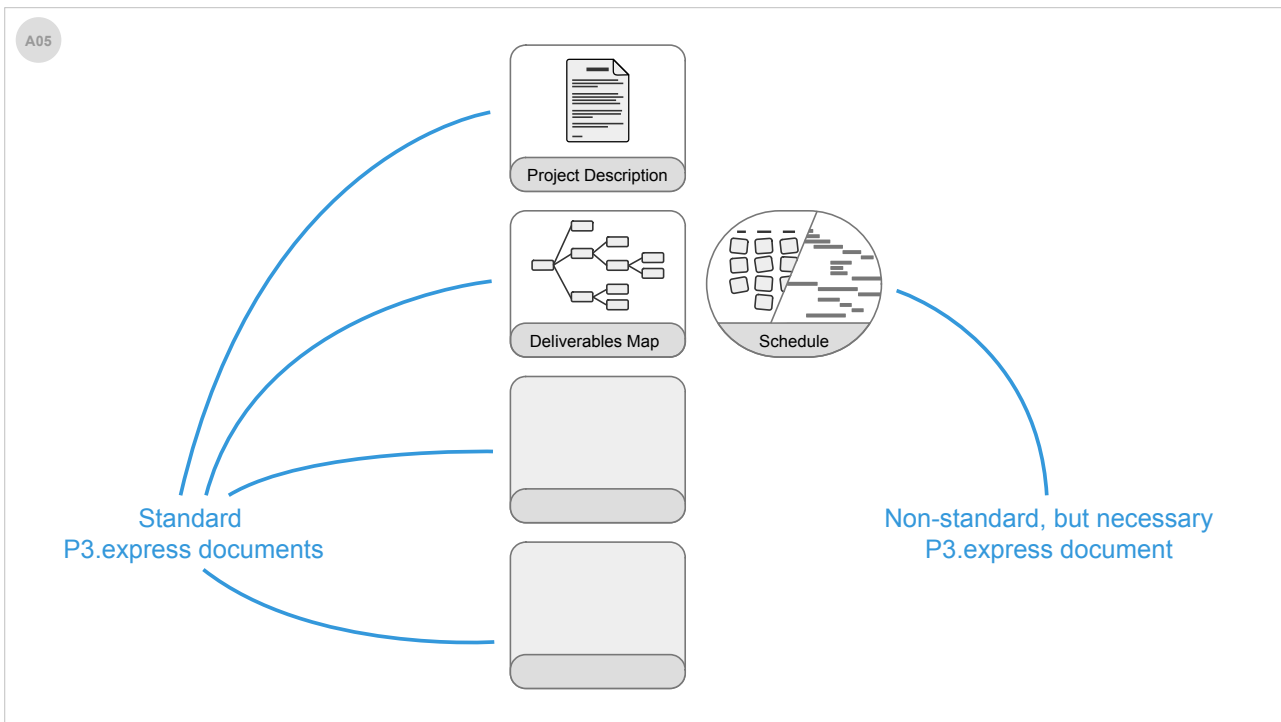 A05
Project Description
Deliverables Map
Schedule
Standard
P3.express documents
Non-standard, but necessary
P3.express document